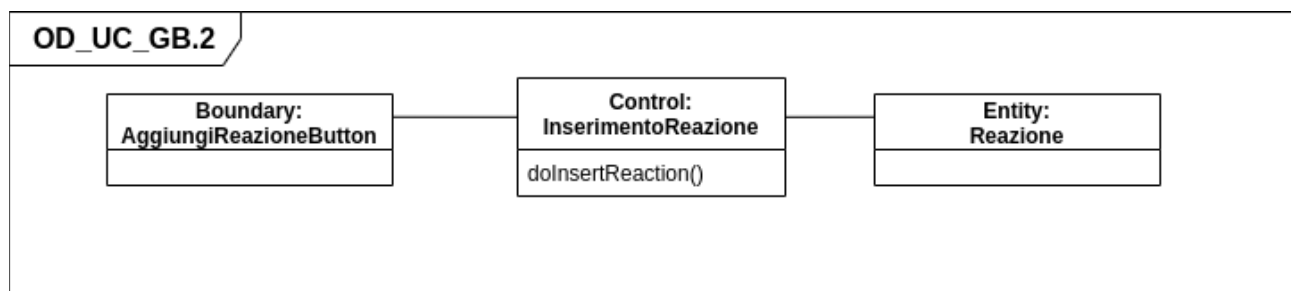 OD_UC_GB.2
Boundary:
AggiungiReazioneButton
Control:
InserimentoReazione
doInsertReaction()
Entity:
Reazione